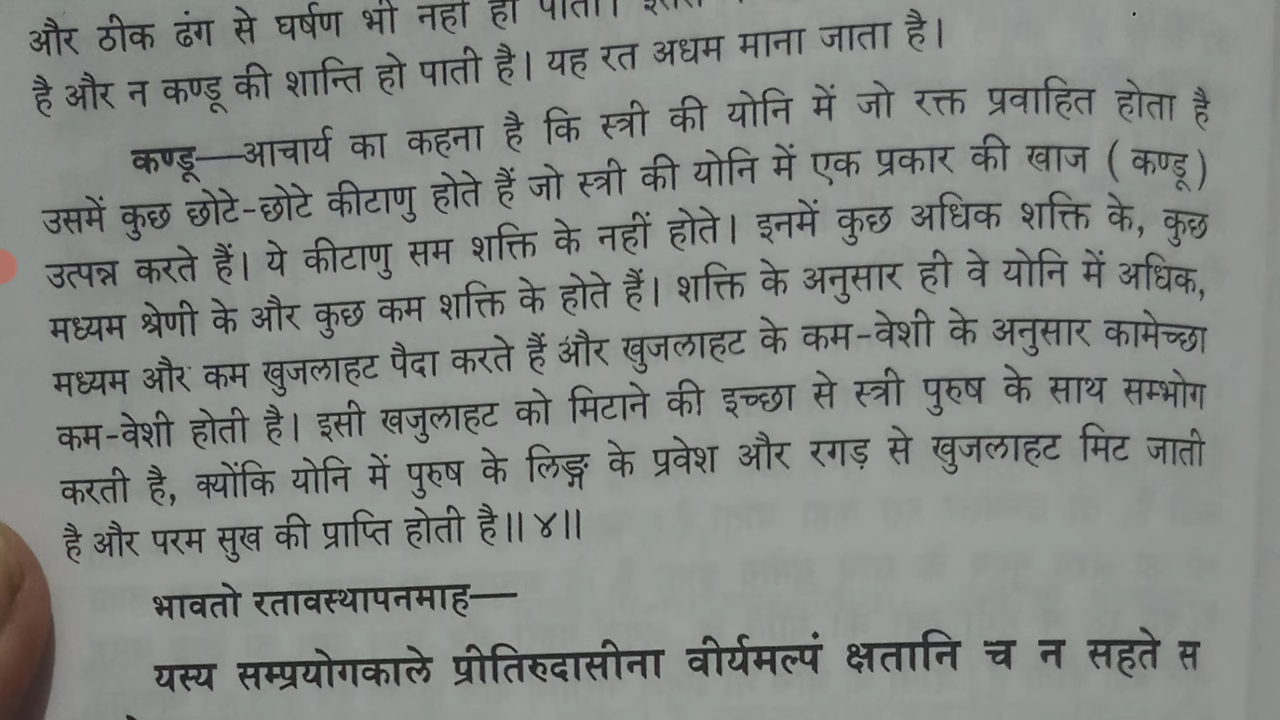 और ठीक ढंग से घर्षण भी नहीं हो पाता।
है और न कण्डू की शान्ति हो पाती है। यह रत अधम माना जाता है।
कण्डू—आचार्य का कहना है कि स्त्री की योनि में जो रक्त प्रवाहित होता है
उसमें कुछ छोटे-छोटे कीटाणु होते हैं जो स्त्री की योनि में एक प्रकार की खाज ( कण्डू )
उत्पन्न करते हैं। ये कीटाणु सम शक्ति के नहीं होते। इनमें कुछ अधिक शक्ति के, कुछ
मध्यम श्रेणी के और कुछ कम शक्ति के होते हैं। शक्ति के अनुसार ही वे योनि में अधिक,
मध्यम और कम खुजलाहट पैदा करते हैं और खुजलाहट के कम-वेशी के अनुसार कामेच्छा
कम-वेशी होती है। इसी खजुलाहट को मिटाने की इच्छा से स्त्री पुरुष के साथ सम्भोग
करती है, क्योंकि योनि में पुरुष के लिङ्ग के प्रवेश और रगड़ से खुजलाहट मिट जाती
है और परम सुख की प्राप्ति होती है॥ ४॥
भावतो रतावस्थापनमाह—
यस्य सम्प्रयोगकाले प्रीतिरुदासीना वीर्यमल्पं क्षतानि च न सहते स